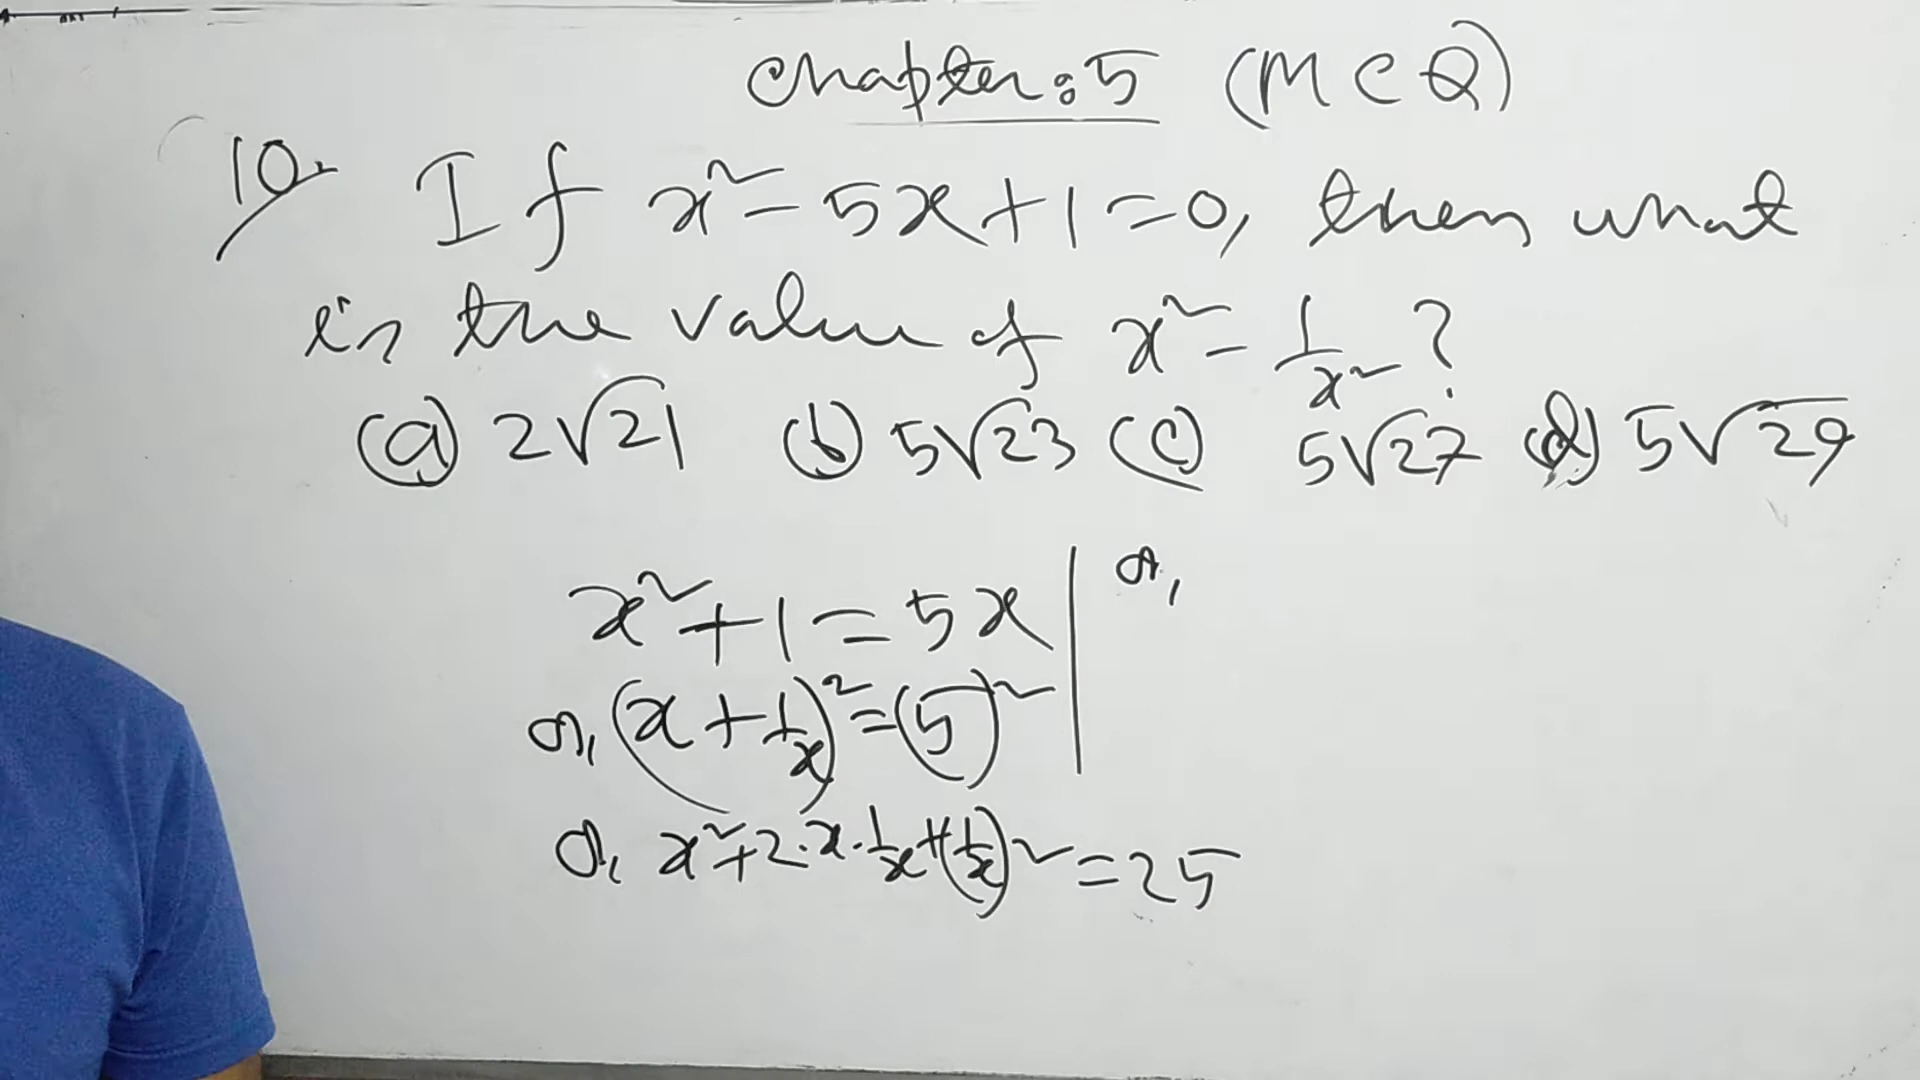 Chapter:5 (MCQ)
10. If x² - 5x + 1 = 0, then what
is the value of x² - 1/x² ?
(a) 2√21 (b) 5√23 (c) 5√27 (d) 5√29
x² + 1 = 5x | or,
or, (x + 1/x)² = (5)²
or, x² + 2·x·1/x + (1/x)² = 25